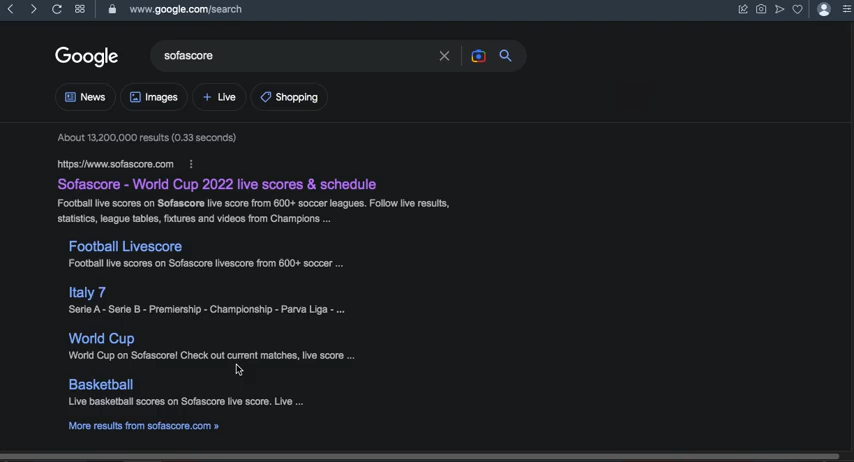 www.google.com/search
Google
sofascore
News Images Live Shopping
About 13,200,000 results (0.33 seconds)
https://www.sofascore.com
Sofascore - World Cup 2022 live scores & schedule
Football live scores on Sofascore live score from 600+ soccer leagues. Follow live results,
statistics, league tables, fixtures and videos from Champions ...
Football Livescore
Football live scores on Sofascore livescore from 600+ soccer ...
Italy 7
Serie A - Serie B - Premiership - Championship - Parva Liga - ...
World Cup
World Cup on Sofascore! Check out current matches, live score ...
Basketball
Live basketball scores on Sofascore live score. Live ...
More results from sofascore.com »